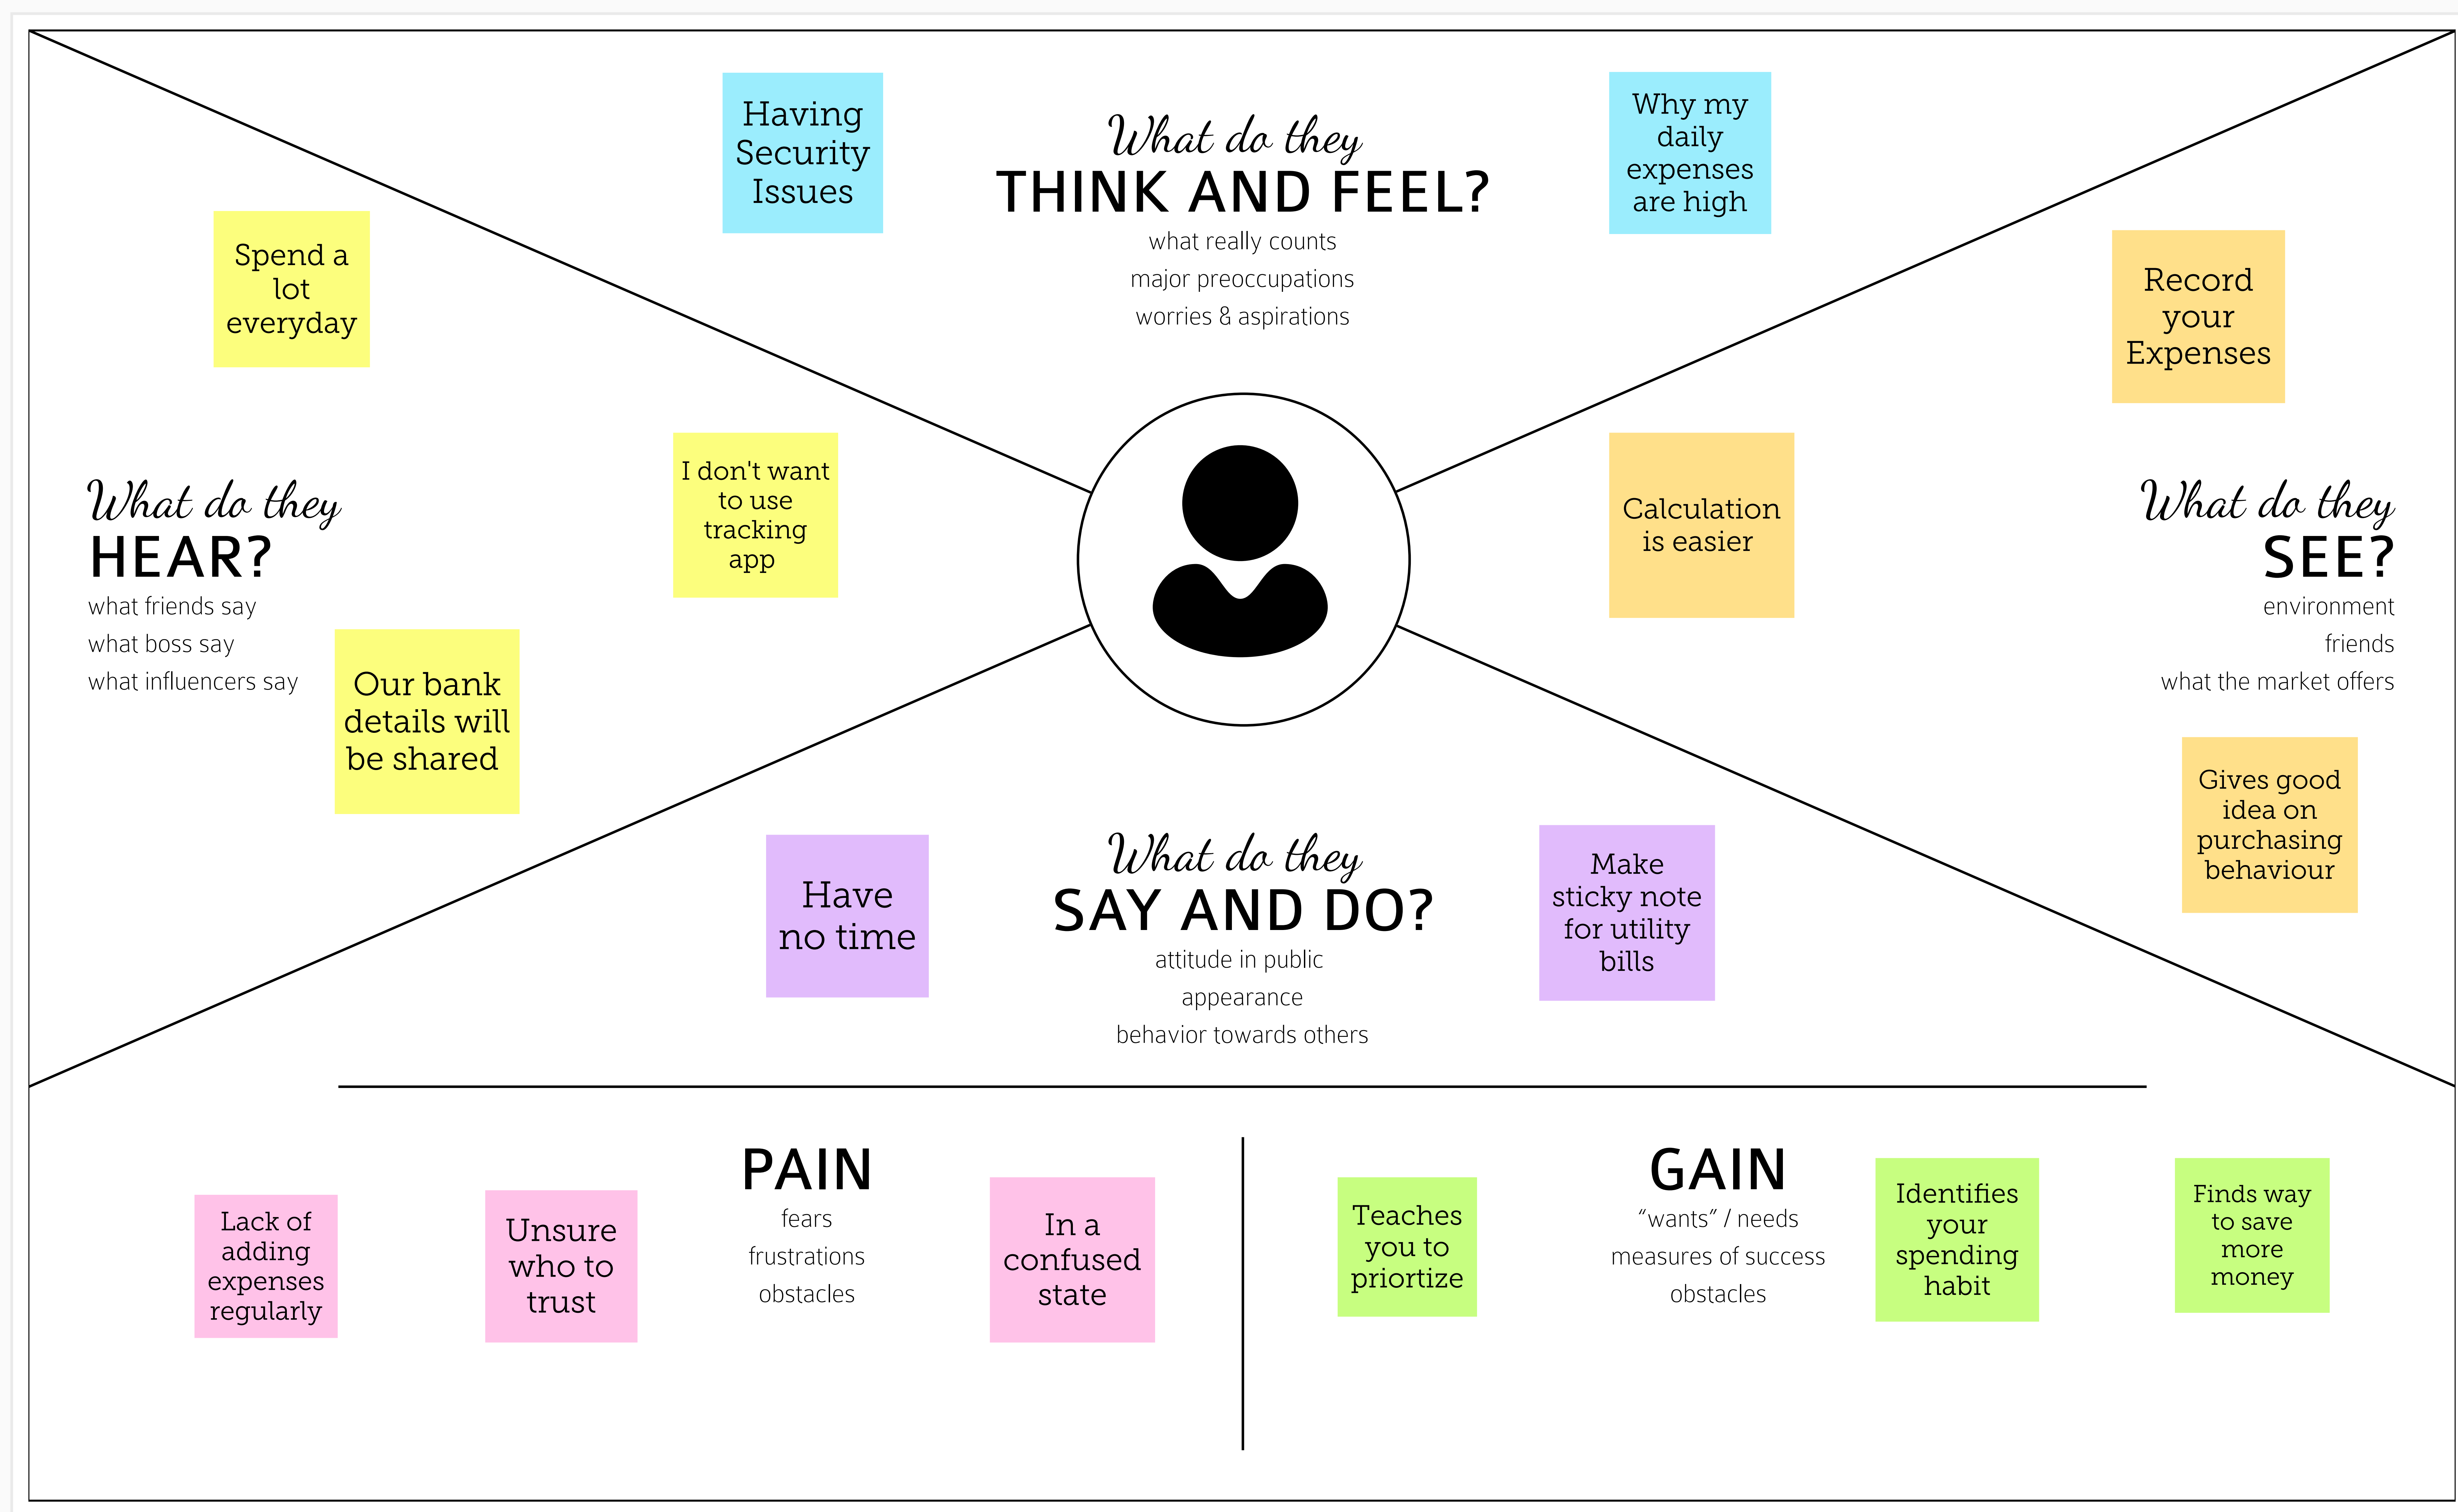 Having
Security
Issues
What do they
THINK AND FEEL?
what really counts
major preoccupations
worries & aspirations
Why my
daily
expenses
are high
Spend a
lot
everyday
What do they
HEAR?
what friends say
what boss say
what influencers say
I don't want
to use
tracking
app
Our bank
details will
be shared
Record
your
Expenses
Calculation
is easier
What do they
SEE?
environment
friends
what the market offers
Gives good
idea on
purchasing
behaviour
Have
no time
What do they
SAY AND DO?
attitude in public
appearance
behavior towards others
Make
sticky note
for utility
bills
PAIN
fears
frustrations
obstacles
Lack of
adding
expenses
regularly
Unsure
who to
trust
In a
confused
state
GAIN
“wants” / needs
measures of success
obstacles
Teaches
you to
priortize
Identifies
your
spending
habit
Finds way
to save
more
money